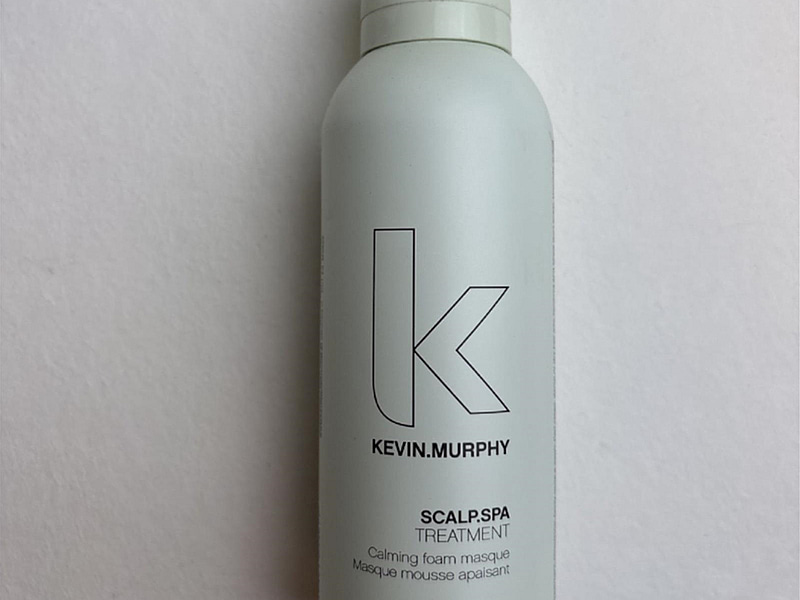 k
KEVIN.MURPHY
SCALP.SPA
TREATMENT
Calming foam masque
Masque mousse apaisant